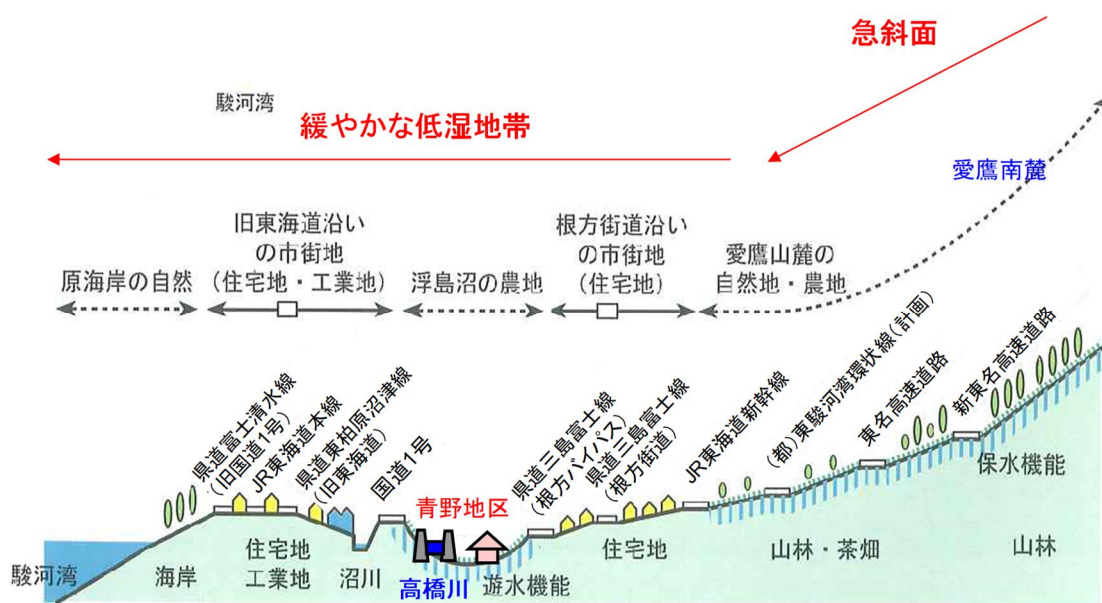 急斜面
駿河湾
緩やかな低湿地帯
愛鷹南麓
原海岸の自然
旧東海道沿い
の市街地
(住宅地・工業地)
浮島沼の農地
根方街道沿い
の市街地
(住宅地)
愛鷹山麓の
自然地・農地
県道富士清水線
(旧国道1号)
JR東海道本線
県道東柏原沼津線
(旧東海道)
国道1号
青野地区
県道三島富士線
(根方バイパス)
県道三島富士線
(根方街道)
JR東海道新幹線
(都)東駿河湾環状線(計画)
東名高速道路
新東名高速道路
保水機能
駿河湾
海岸
住宅地
工業地
沼川
高橋川
遊水機能
住宅地
山林・茶畑
山林